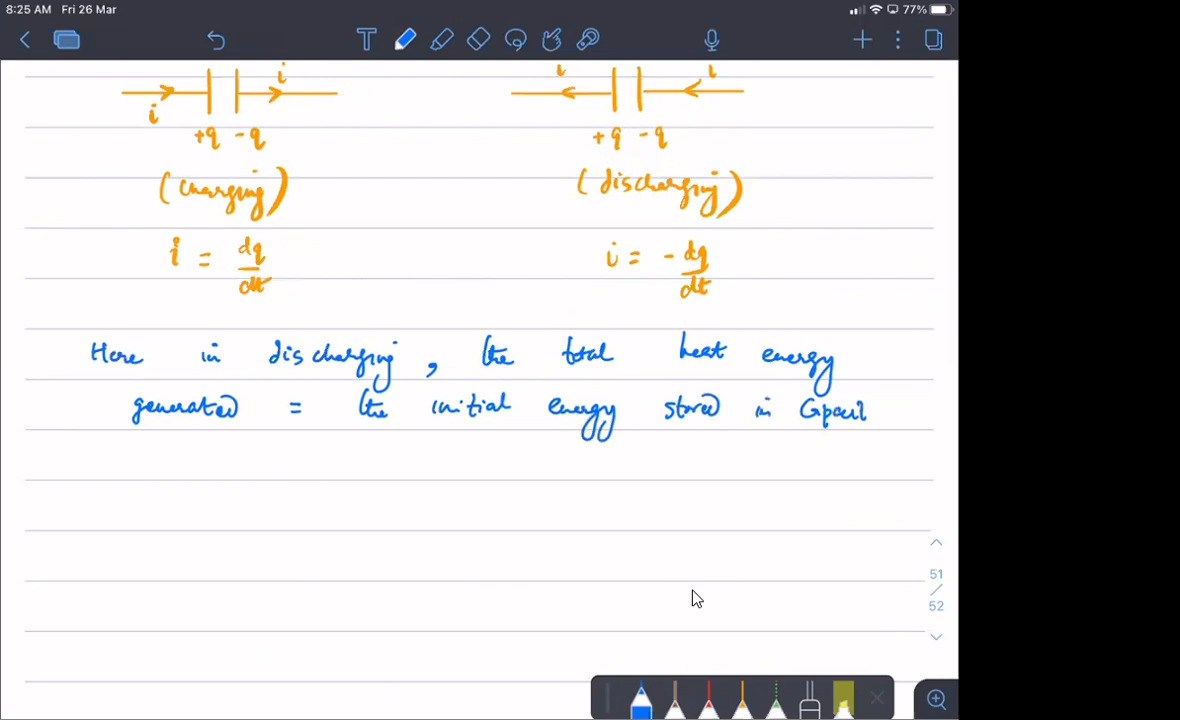 8:25 AM Fri 26 Mar 77%
i i i i
+q -q +q -q
(charging) (discharging)
i = dq/dt i = -dq/dt
Here in discharging, the total heat energy
generated = the initial energy stored in Capacit
51
/
52